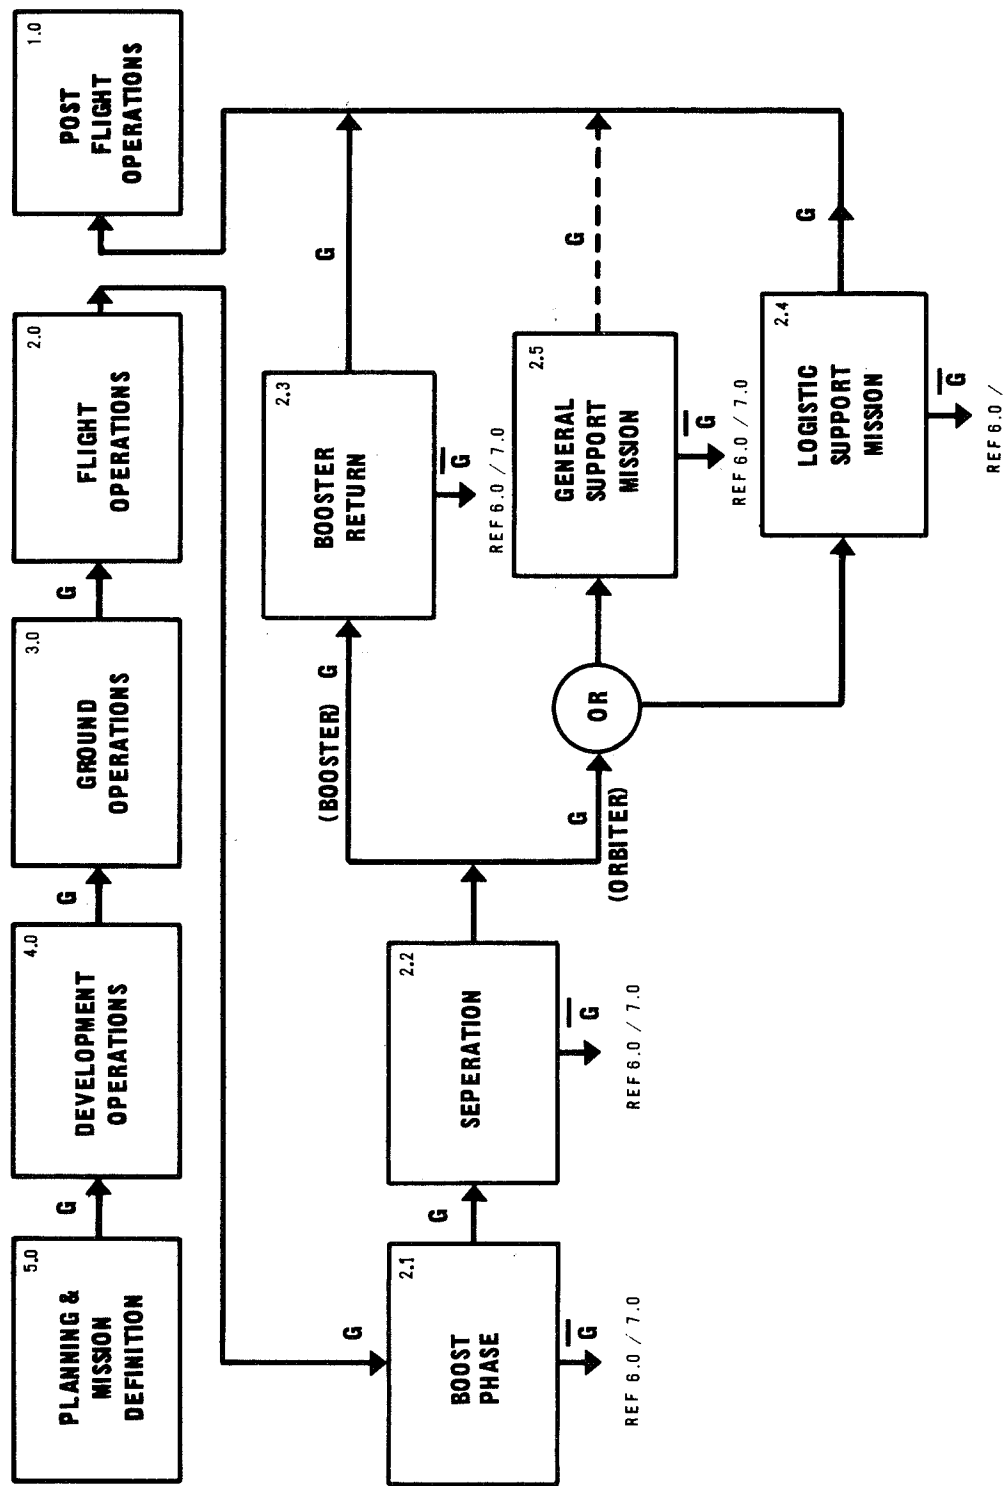 5.0
PLANNING &
MISSION
DEFINITION
G
4.0
DEVELOPMENT
OPERATIONS
G
3.0
GROUND
OPERATIONS
G
2.0
FLIGHT
OPERATIONS
1.0
POST
FLIGHT
OPERATIONS
G
2.1
BOOST
PHASE
G
REF 6.0 / 7.0
G
2.2
SEPERATION
G
REF 6.0 / 7.0
(BOOSTER) G
2.3
BOOSTER
RETURN
G
G
REF 6.0 / 7.0
G
(ORBITER)
OR
2.5
GENERAL
SUPPORT
MISSION
G
G
REF 6.0 / 7.0
2.4
LOGISTIC
SUPPORT
MISSION
G
G
REF 6.0 /